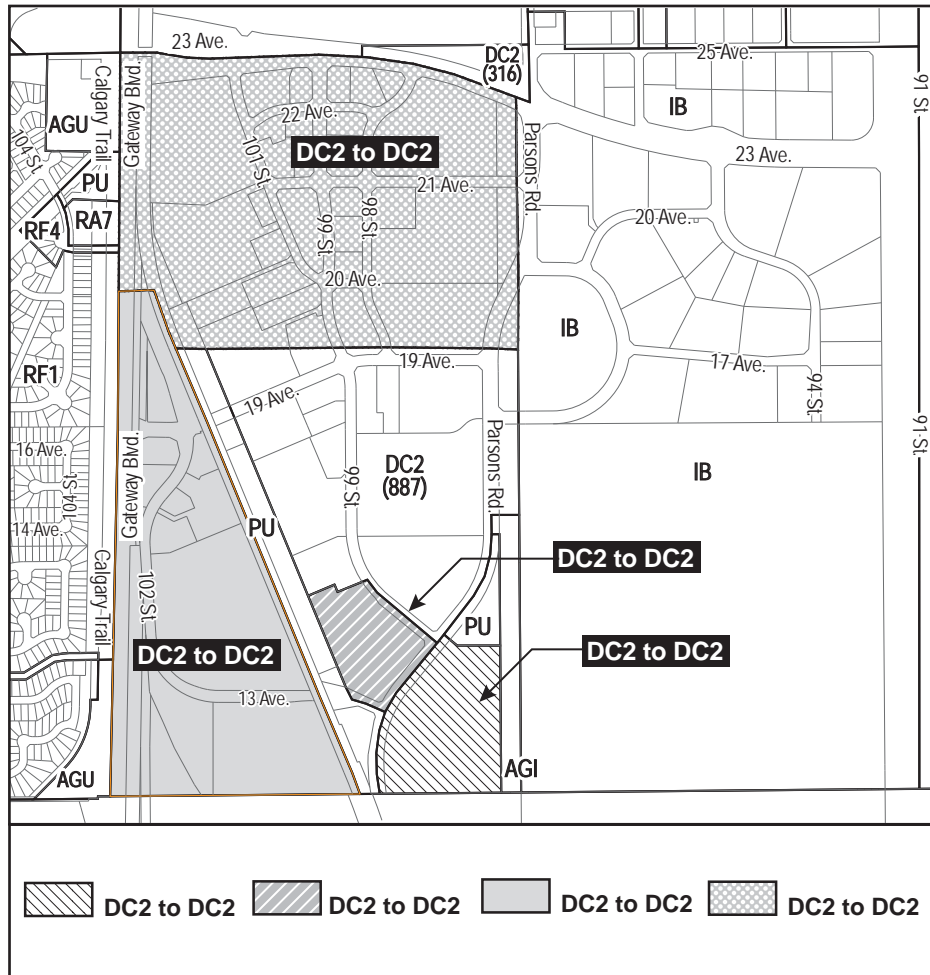 23 Ave.
DC2
(316)
25 Ave.
91 St.
Calgary Trail
Gateway Blvd.
AGU
IB
22 Ave.
104 St.
101 St.
DC2 to DC2
Parsons Rd.
23 Ave.
PU
21 Ave.
RA7
RF4
99 St.
98 St.
20 Ave.
20 Ave.
IB
RF1
19 Ave.
17 Ave.
19 Ave.
94 St.
91 St.
16 Ave.
104 St.
Gateway Blvd.
DC2
(887)
99 St.
Parsons Rd.
IB
14 Ave.
PU
DC2 to DC2
Calgary Trail
102 St.
PU
DC2 to DC2
DC2 to DC2
13 Ave.
AGU
AGI
DC2 to DC2
DC2 to DC2
DC2 to DC2
DC2 to DC2